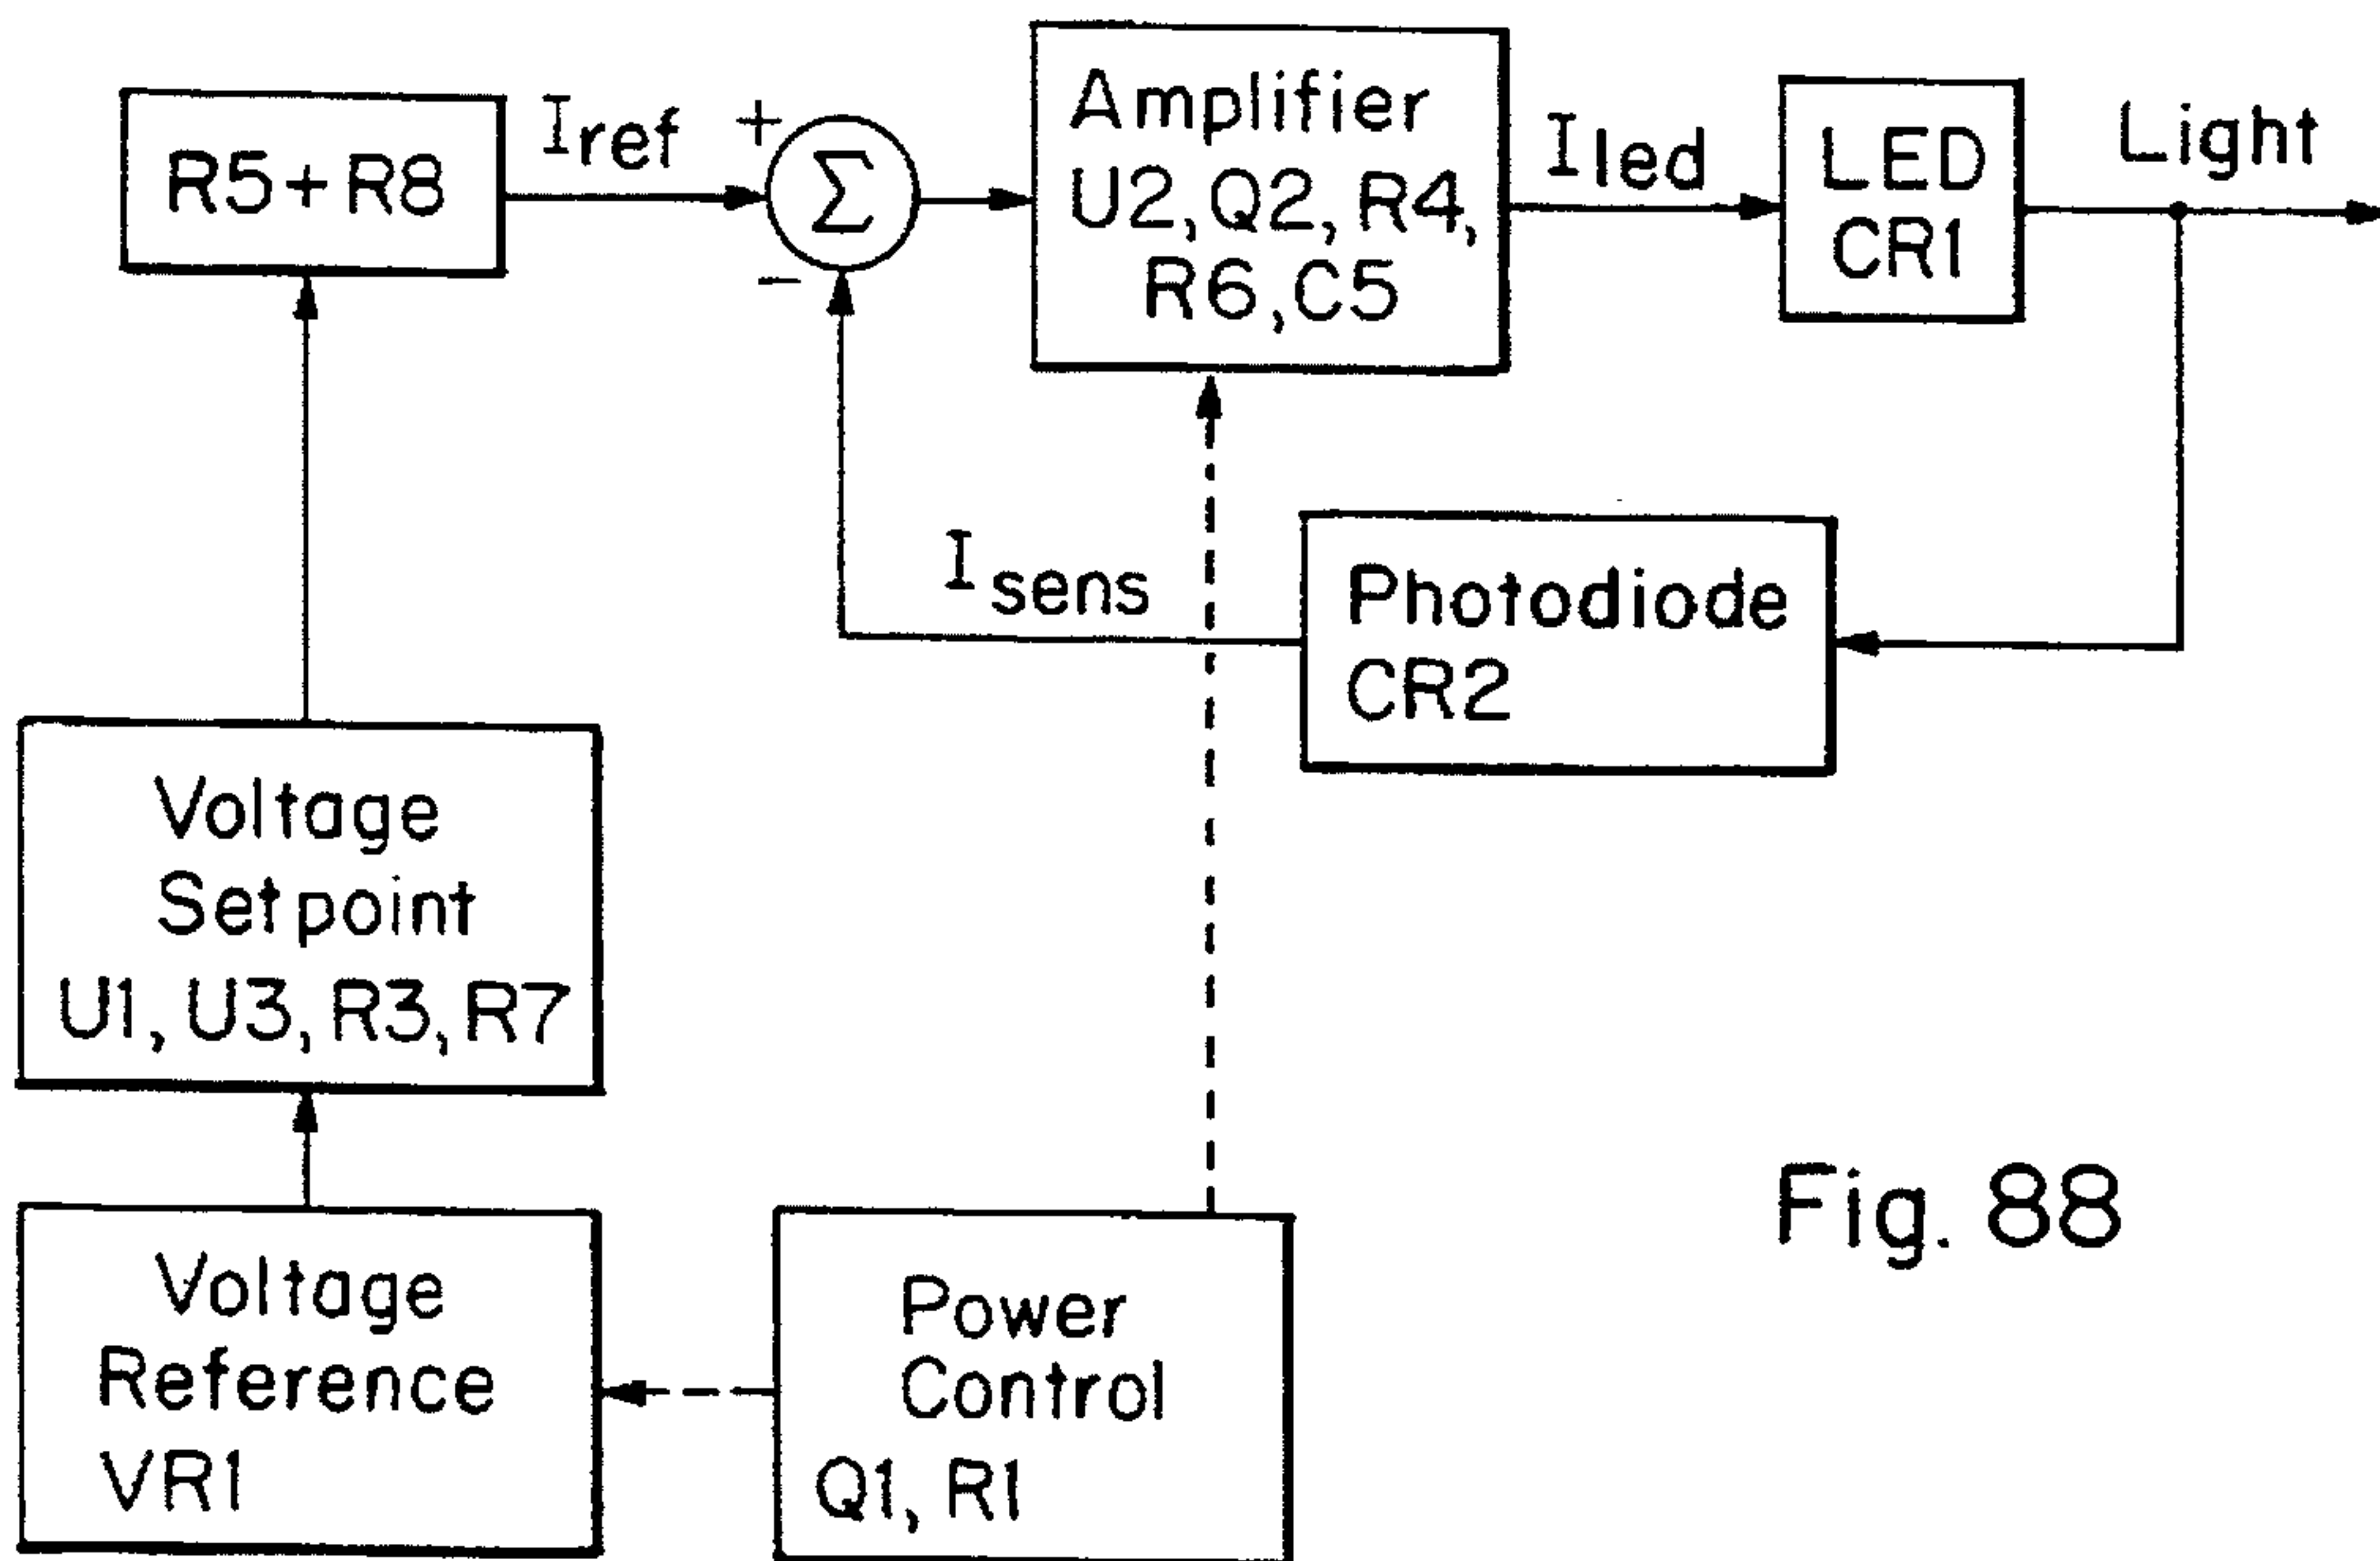 R5+R8
Iref
+
Σ
-
Amplifier
U2, Q2, R4,
R6, C5
Iled
LED
CR1
Light
Isens
Photodiode
CR2
Voltage
Setpoint
U1, U3, R3, R7
Voltage
Reference
VR1
Power
Control
Q1, R1
Fig. 88